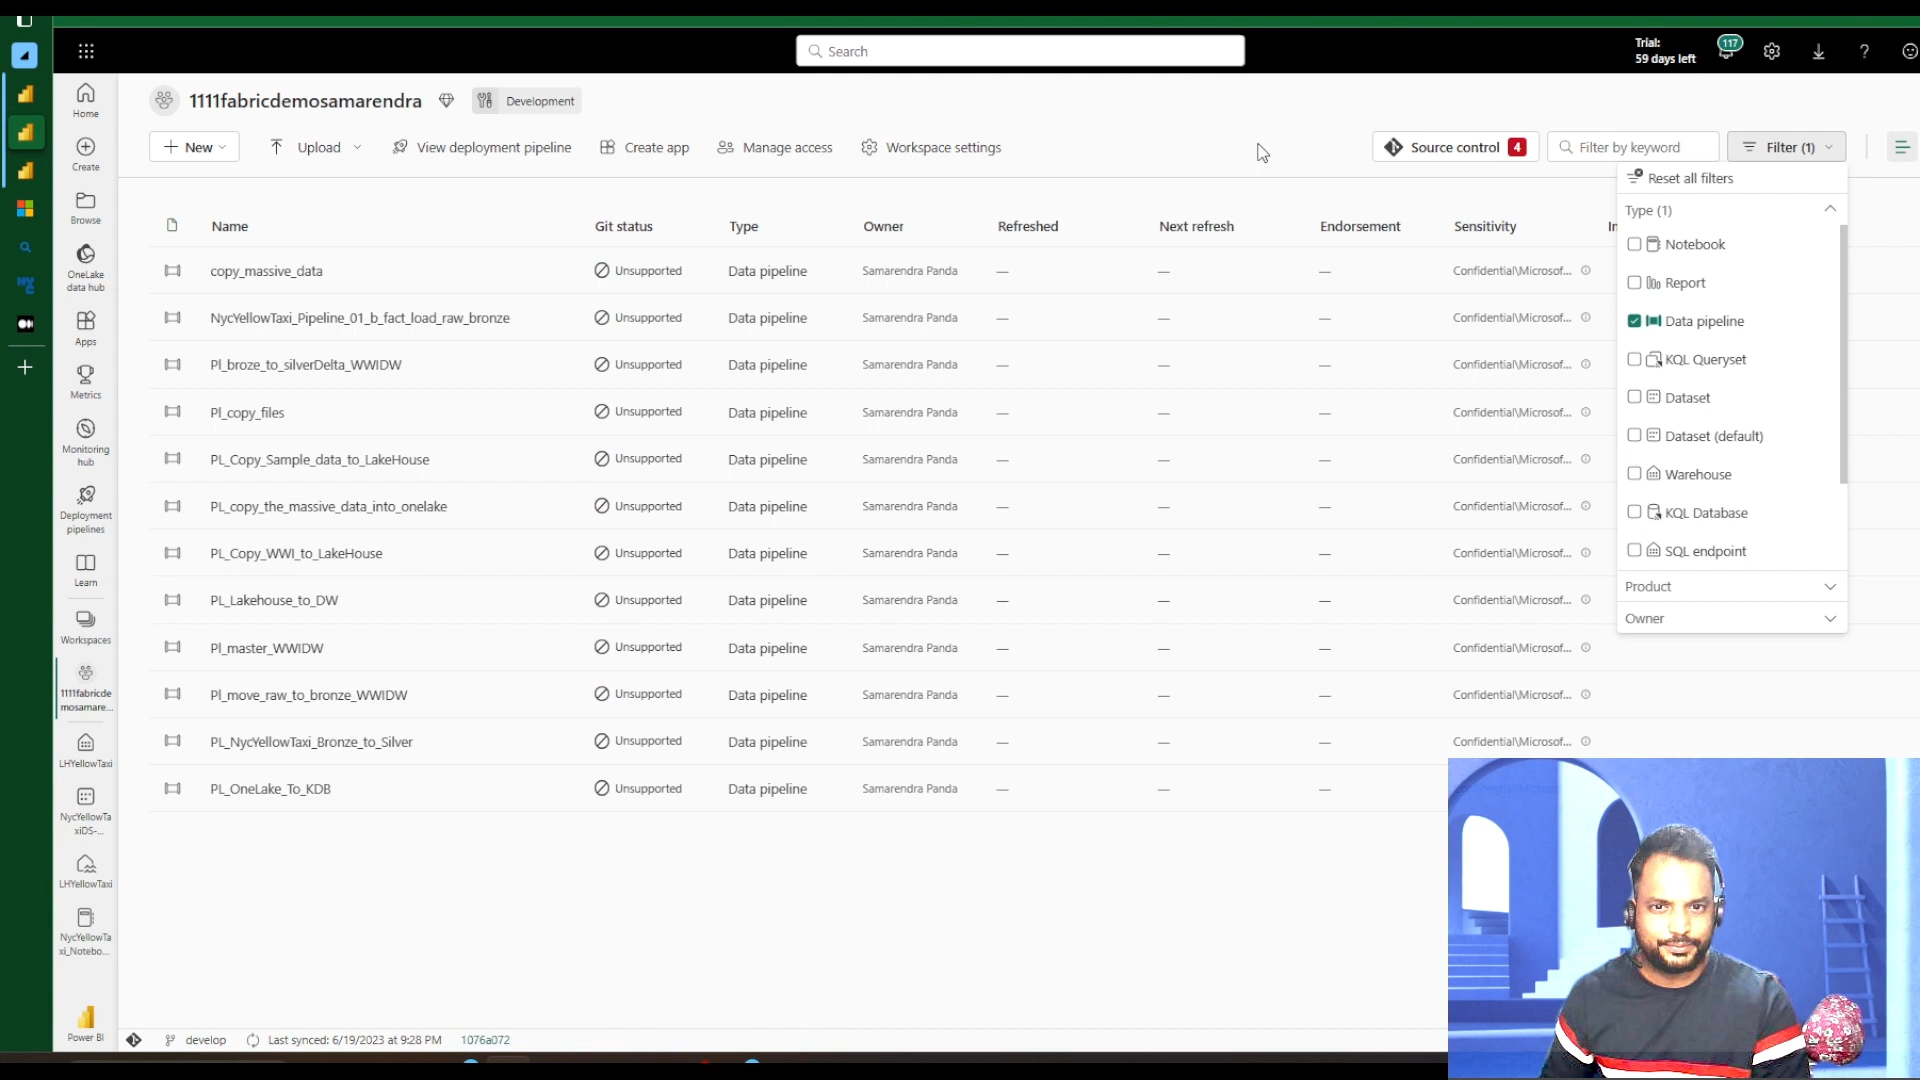 Search
Trial:
59 days left
117
1111fabricdemosamarendra
Development
New
Upload
View deployment pipeline
Create app
Manage access
Workspace settings
Source control 4
Filter by keyword
Filter (1)
Home
Create
Browse
OneLake
data hub
Apps
Metrics
Monitoring
hub
Deployment
pipelines
Learn
Workspaces
1111fabricde
mosamare...
LHYellowTaxi
NycYellowTa
xiDS-...
LHYellowTaxi
NycYellowTa
xi_Notebo...
Power BI
Name Git status Type Owner Refreshed Next refresh Endorsement Sensitivity
copy_massive_data Unsupported Data pipeline Samarendra Panda — — — Confidential\Microsof...
NycYellowTaxi_Pipeline_01_b_fact_load_raw_bronze Unsupported Data pipeline Samarendra Panda — — — Confidential\Microsof...
Pl_broze_to_silverDelta_WWIDW Unsupported Data pipeline Samarendra Panda — — — Confidential\Microsof...
Pl_copy_files Unsupported Data pipeline Samarendra Panda — — — Confidential\Microsof...
PL_Copy_Sample_data_to_LakeHouse Unsupported Data pipeline Samarendra Panda — — — Confidential\Microsof...
PL_copy_the_massive_data_into_onelake Unsupported Data pipeline Samarendra Panda — — — Confidential\Microsof...
PL_Copy_WWI_to_LakeHouse Unsupported Data pipeline Samarendra Panda — — — Confidential\Microsof...
PL_Lakehouse_to_DW Unsupported Data pipeline Samarendra Panda — — — Confidential\Microsof...
Pl_master_WWIDW Unsupported Data pipeline Samarendra Panda — — — Confidential\Microsof...
Pl_move_raw_to_bronze_WWIDW Unsupported Data pipeline Samarendra Panda — — — Confidential\Microsof...
PL_NycYellowTaxi_Bronze_to_Silver Unsupported Data pipeline Samarendra Panda — — — Confidential\Microsof...
PL_OneLake_To_KDB Unsupported Data pipeline Samarendra Panda — — —
Reset all filters
Type (1)
Notebook
Report
Data pipeline
KQL Queryset
Dataset
Dataset (default)
Warehouse
KQL Database
SQL endpoint
Product
Owner
develop
Last synced: 6/19/2023 at 9:28 PM
1076a072